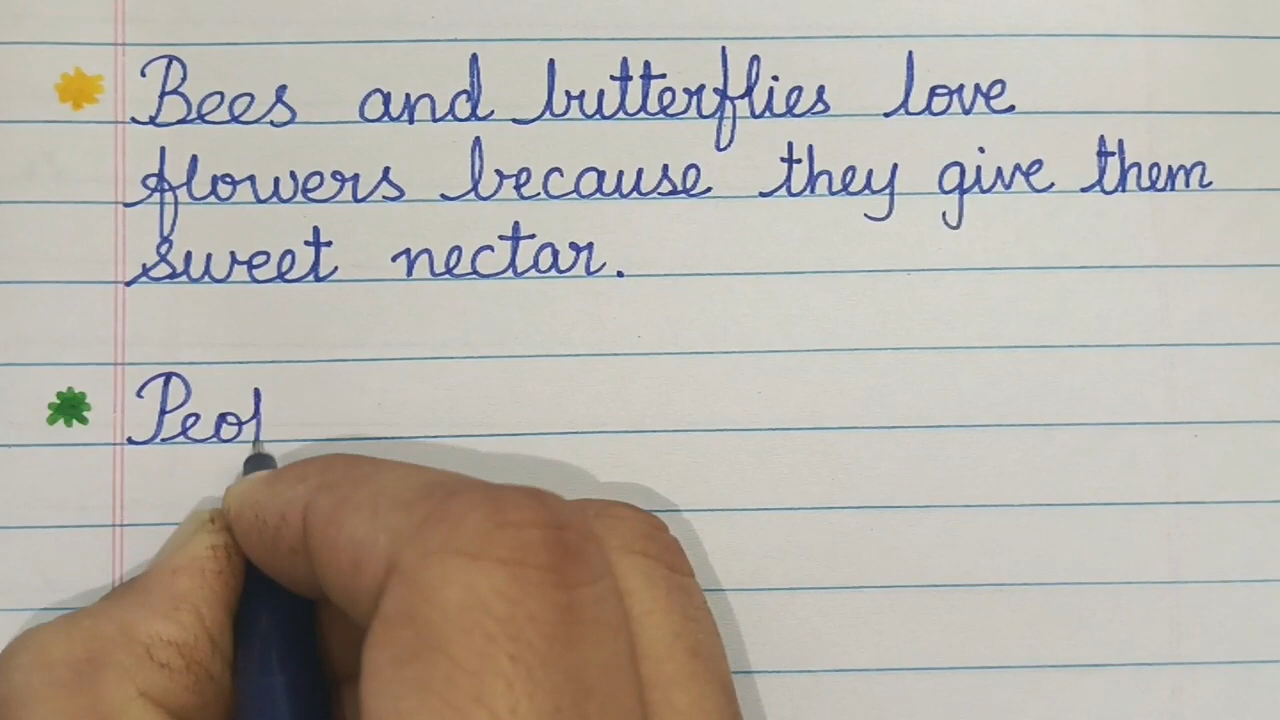 Bees and butterflies love
flowers because they give them
sweet nectar.
Peo